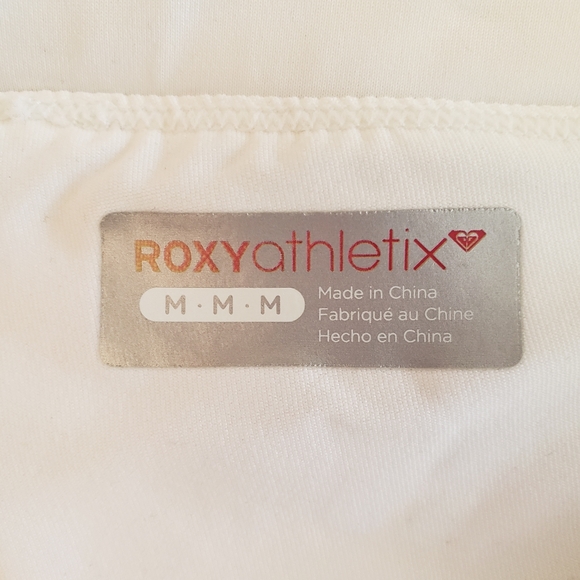 ROXYathletix
M · M · M
Made in China
Fabriqué au Chine
Hecho en China